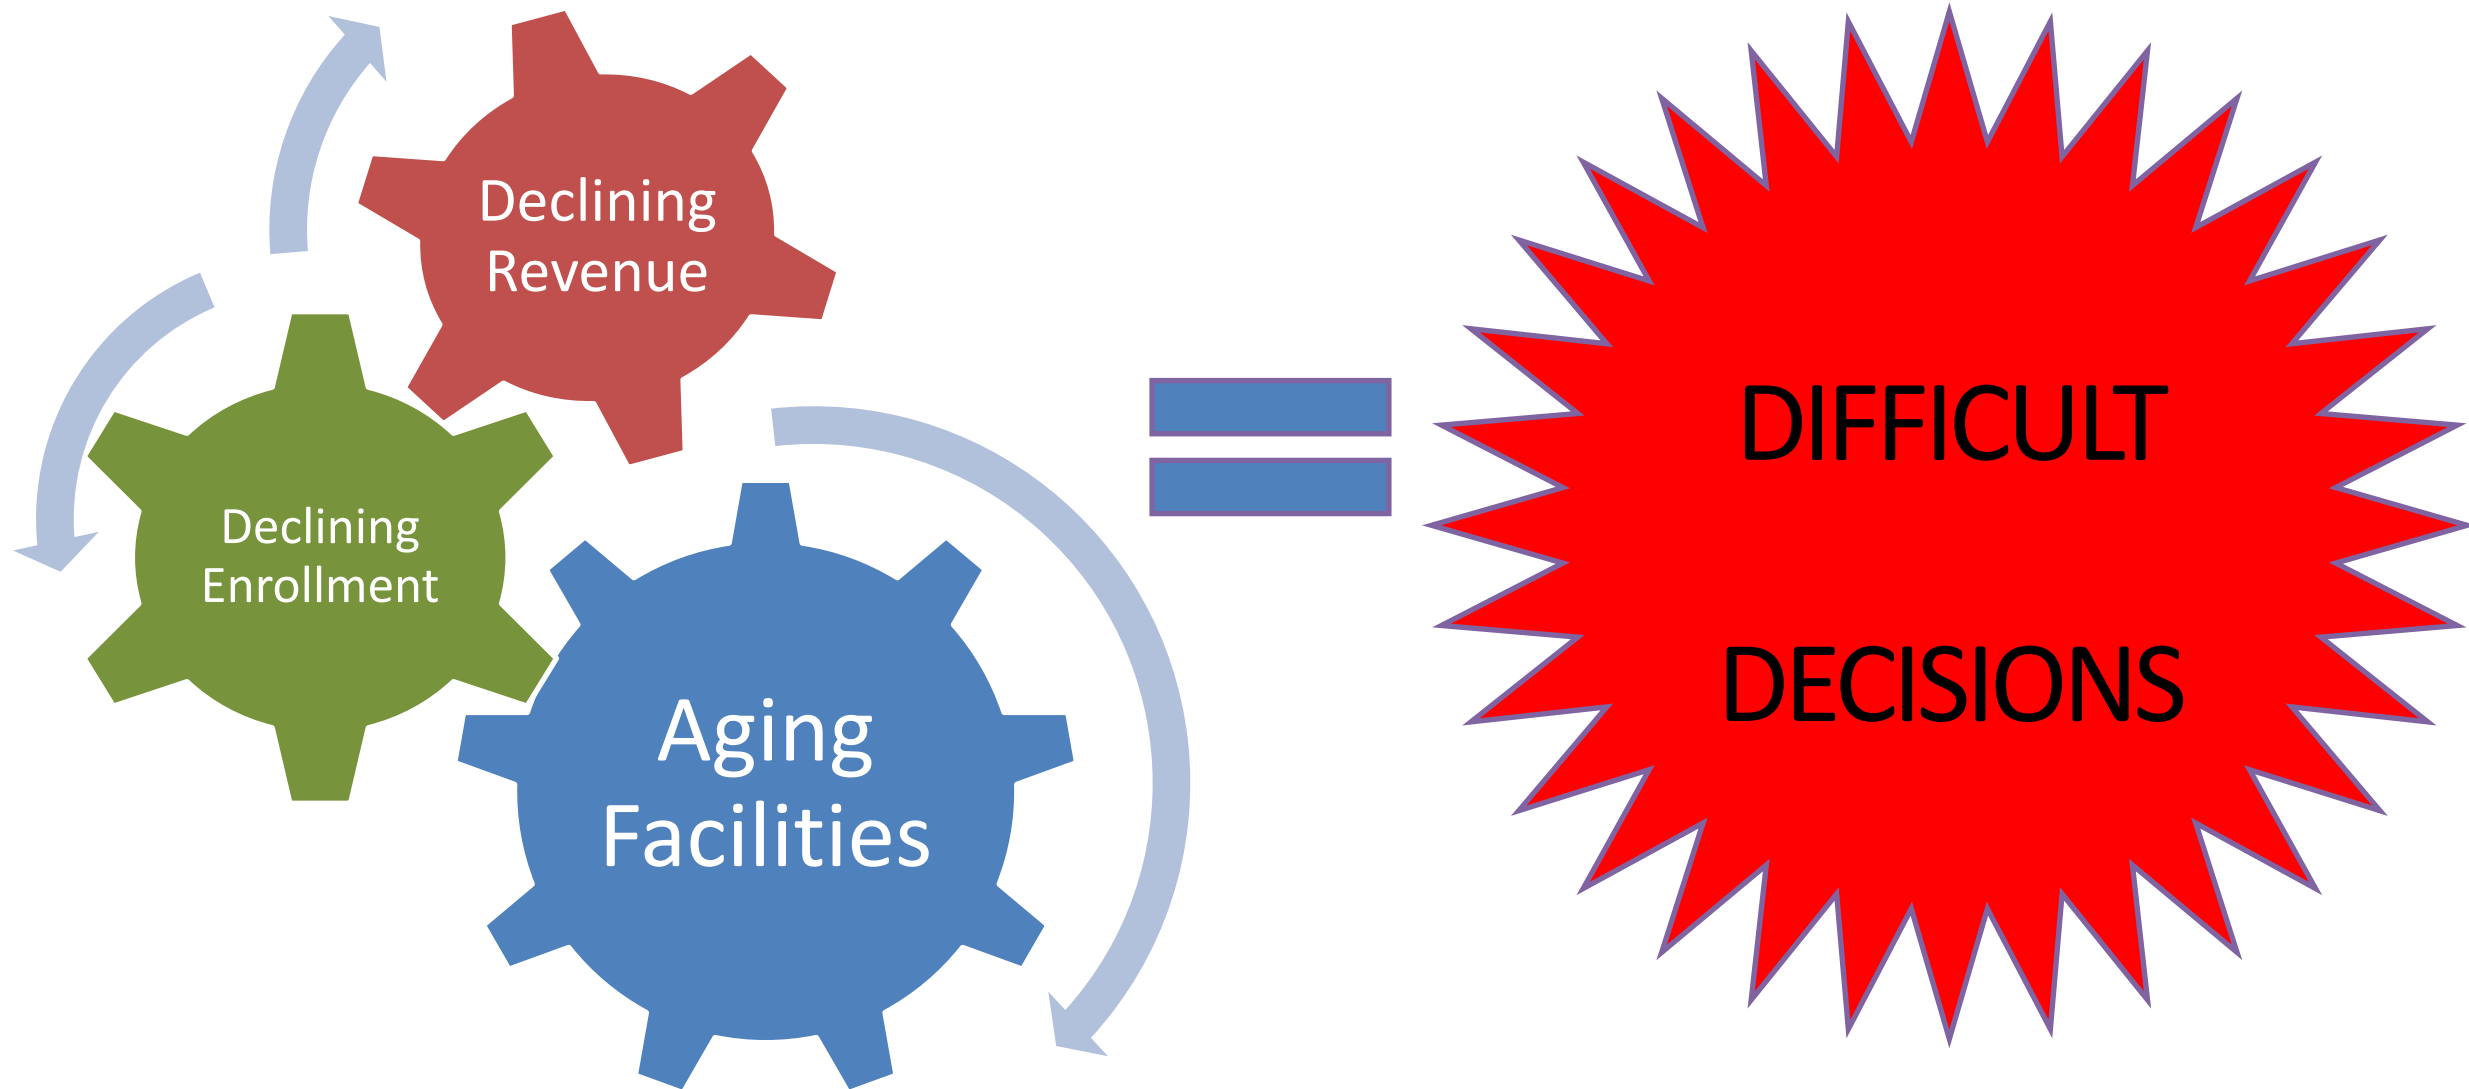 Declining
Revenue
Declining
Enrollment
Aging
Facilities
DIFFICULT
DECISIONS